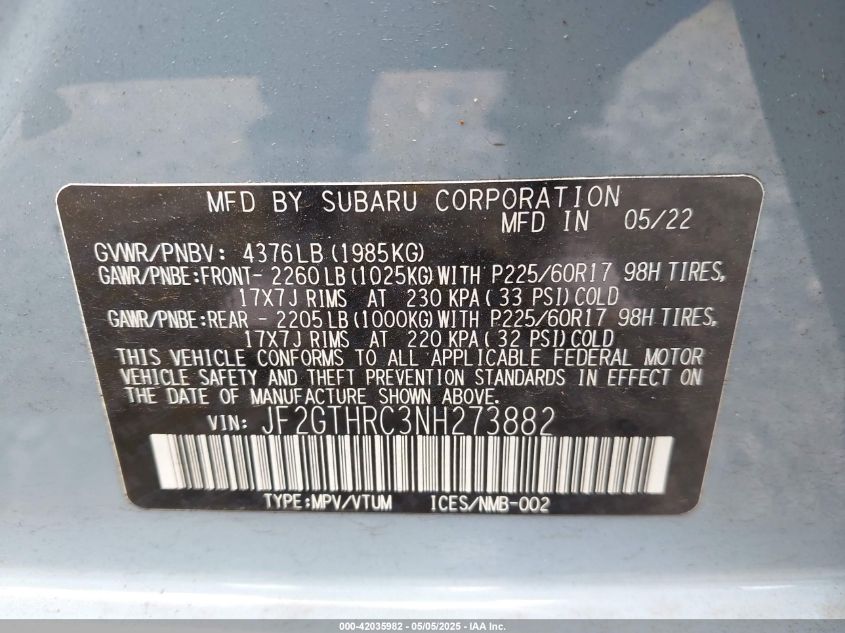 MFD BY SUBARU CORPORATION
MFD IN 05/22
GVWR/PNBV: 4376LB (1985KG)
GAWR/PNBE:FRONT- 2260LB (1025KG) WITH P225/60R17 98H TIRES,
17X7J RIMS AT 230 KPA( 33 PSI)COLD
GAWR/PNBE:REAR - 2205LB (1000KG) WITH P225/60R17 98H TIRES,
17X7J RIMS AT 220 KPA( 32 PSI)COLD
THIS VEHICLE CONFORMS TO ALL APPLICABLE FEDERAL MOTOR
VEHICLE SAFETY AND THEFT PREVENTION STANDARDS IN EFFECT ON
THE DATE OF MANUFACTURE SHOWN ABOVE.
VIN: JF2GTHRC3NH273882
TYPE:MPV/VTUM ICES/NMB-002
000-42035982 - 05/05/2025 - IAA Inc.